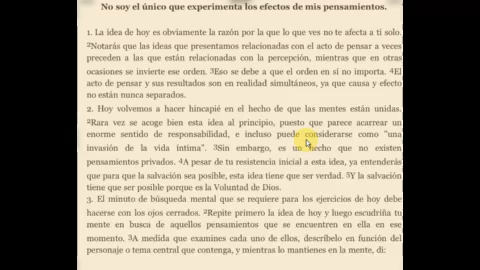 No soy el único que experimenta los efectos de mis pensamientos.
1. La idea de hoy es obviamente la razón por la que lo que ves no te afecta a ti solo.
²Notarás que las ideas que presentamos relacionadas con el acto de pensar a veces
preceden a las que están relacionadas con la percepción, mientras que en otras
ocasiones se invierte ese orden. ³Eso se debe a que el orden en sí no importa. ⁴El
acto de pensar y sus resultados son en realidad simultáneos, ya que causa y efecto
no están nunca separados.
2. Hoy volvemos a hacer hincapié en el hecho de que las mentes están unidas.
²Rara vez se acoge bien esta idea al principio, puesto que parece acarrear un
enorme sentido de responsabilidad, e incluso puede considerarse como "una
invasión de la vida íntima". ³Sin embargo, es un hecho que no existen
pensamientos privados. ⁴A pesar de tu resistencia inicial a esta idea, ya entenderás
que para que la salvación sea posible, esta idea tiene que ser verdad. ⁵Y la salvación
tiene que ser posible porque es la Voluntad de Dios.
3. El minuto de búsqueda mental que se requiere para los ejercicios de hoy debe
hacerse con los ojos cerrados. ²Repite primero la idea de hoy y luego escudriña tu
mente en busca de aquellos pensamientos que se encuentren en ella en ese
momento. ³A medida que examines cada uno de ellos, descríbelo en función del
personaje o tema central que contenga, y mientras lo mantienes en la mente, di: